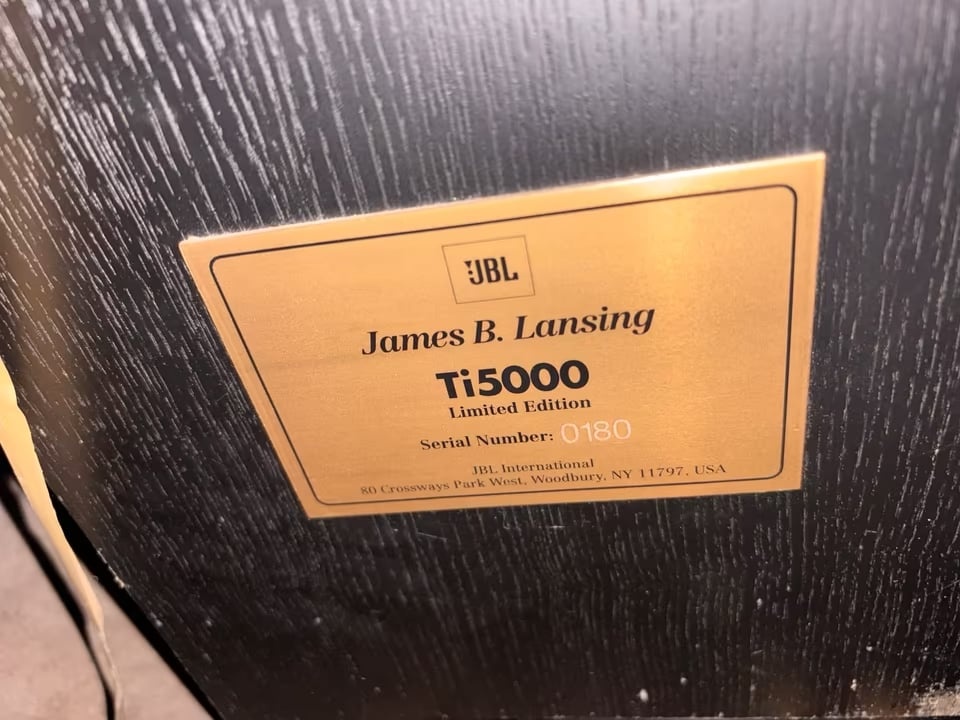 JBL
James B. Lansing
Ti5000
Limited Edition
Serial Number: 0180
JBL International
80 Crossways Park West, Woodbury, NY 11797, USA